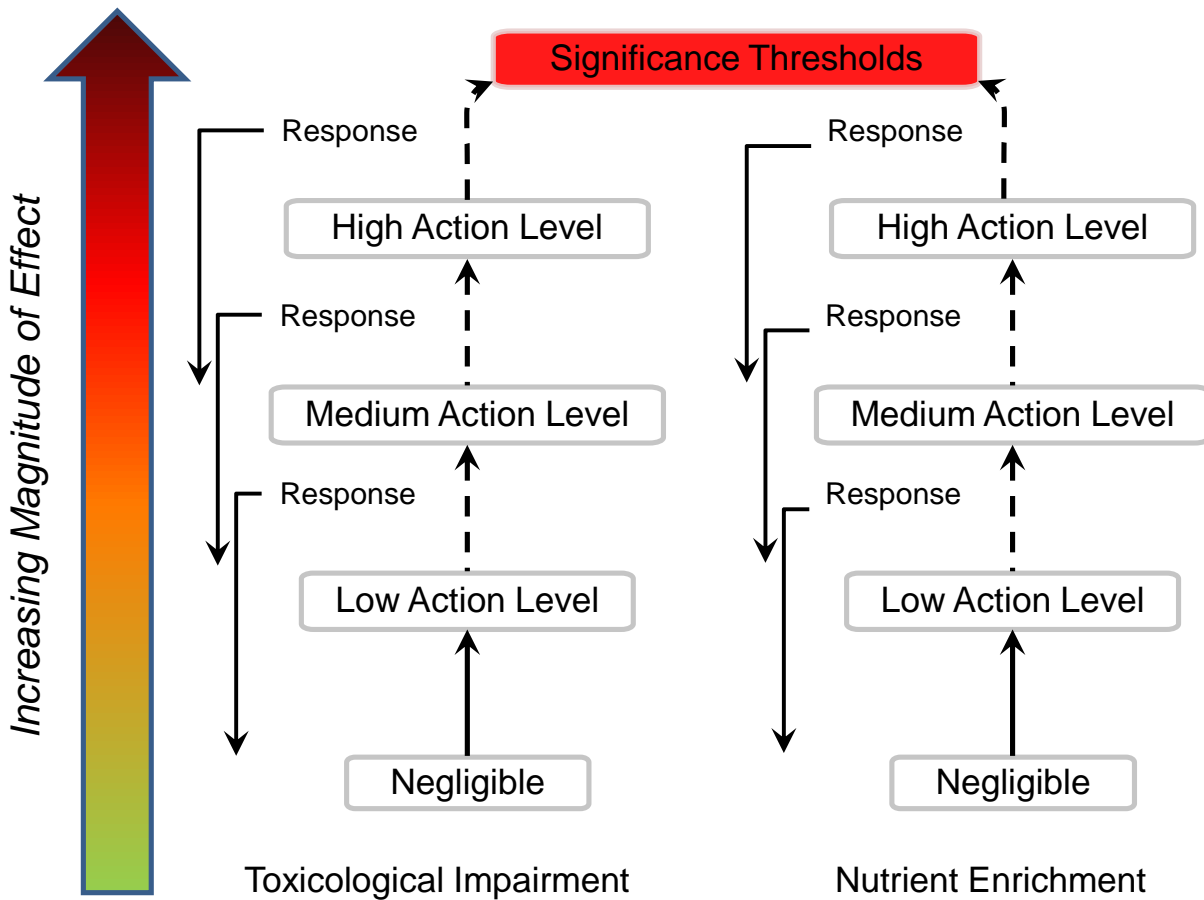 Significance Thresholds
Increasing Magnitude of Effect
Response
High Action Level
Response
Medium Action Level
Response
Low Action Level
Negligible
Toxicological Impairment
Response
High Action Level
Response
Medium Action Level
Response
Low Action Level
Negligible
Nutrient Enrichment